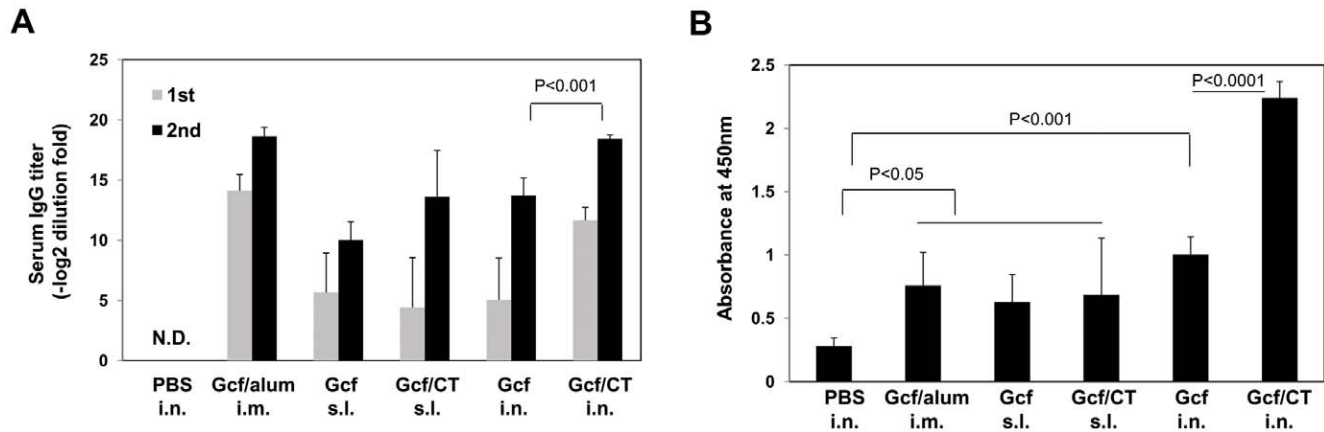 A
Serum IgG titer
(-log2 dilution fold)
25
20
15
10
5
0
1st
2nd
P<0.001
N.D.
PBS Gcf/alum Gcf Gcf/CT Gcf Gcf/CT
i.n. i.m. s.l. s.l. i.n. i.n.
B
Absorbance at 450nm
2.5
2
1.5
1
0.5
0
P<0.0001
P<0.001
P<0.05
PBS Gcf/alum Gcf Gcf/CT Gcf Gcf/CT
i.n. i.m. s.l. s.l. i.n. i.n.